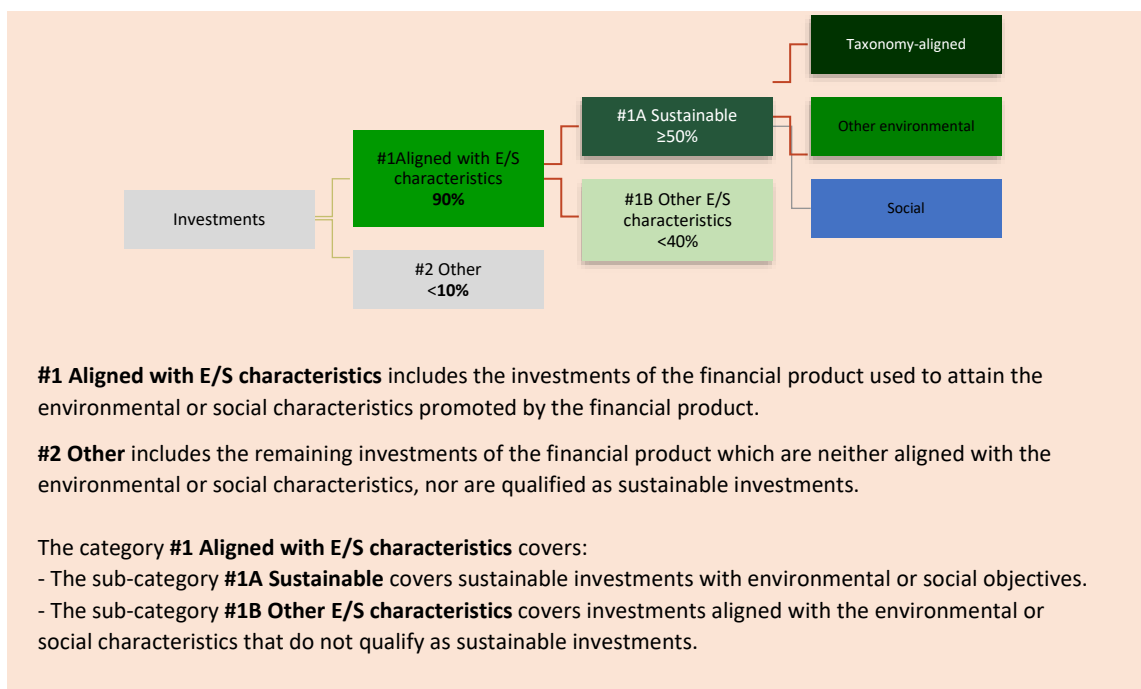 Taxonomy-aligned
#1A Sustainable
≥50%
Other environmental
#1Aligned with E/S
characteristics
90%
#1B Other E/S
characteristics
<40%
Social
Investments
#2 Other
<10%
#1 Aligned with E/S characteristics includes the investments of the financial product used to attain the
environmental or social characteristics promoted by the financial product.
#2 Other includes the remaining investments of the financial product which are neither aligned with the
environmental or social characteristics, nor are qualified as sustainable investments.
The category #1 Aligned with E/S characteristics covers:
- The sub-category #1A Sustainable covers sustainable investments with environmental or social objectives.
- The sub-category #1B Other E/S characteristics covers investments aligned with the environmental or
social characteristics that do not qualify as sustainable investments.